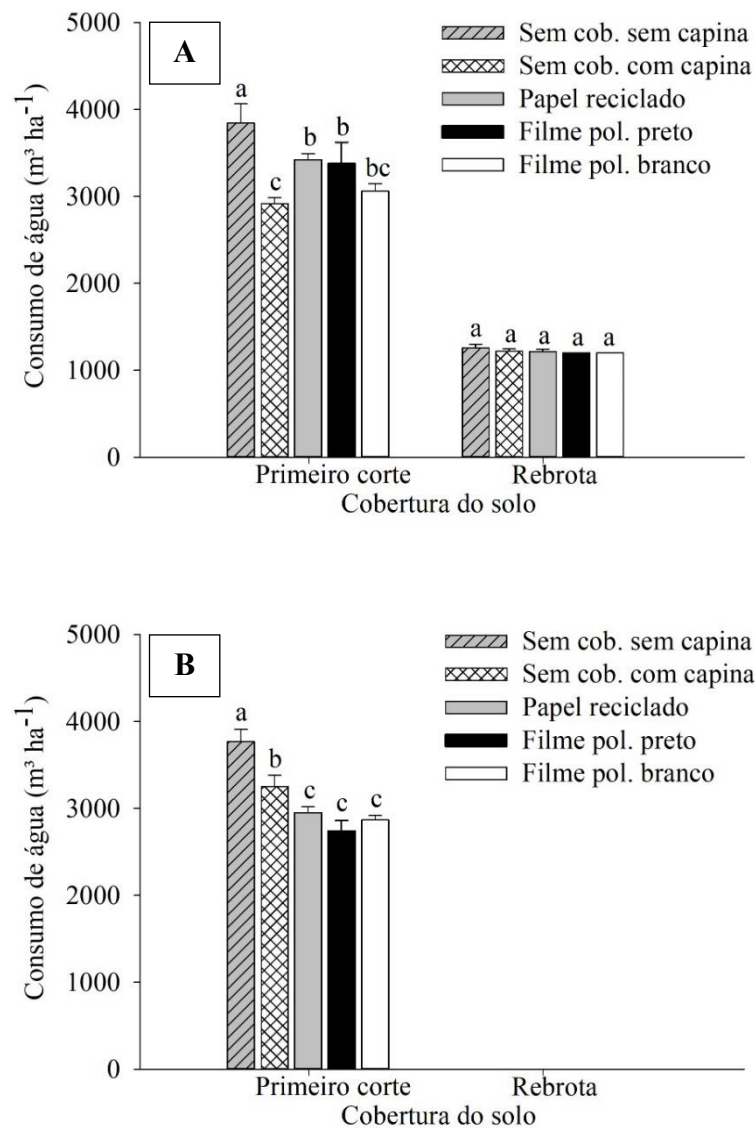 A
5000
4000
3000
2000
1000
0
Consumo de água (m³ ha⁻¹)
Sem cob. sem capina
Sem cob. com capina
Papel reciclado
Filme pol. preto
Filme pol. branco
a c b b bc
a a a a a
Primeiro corte Rebrota
Cobertura do solo
B
5000
4000
3000
2000
1000
0
Consumo de água (m³ ha⁻¹)
Sem cob. sem capina
Sem cob. com capina
Papel reciclado
Filme pol. preto
Filme pol. branco
a b c c c
Primeiro corte Rebrota
Cobertura do solo